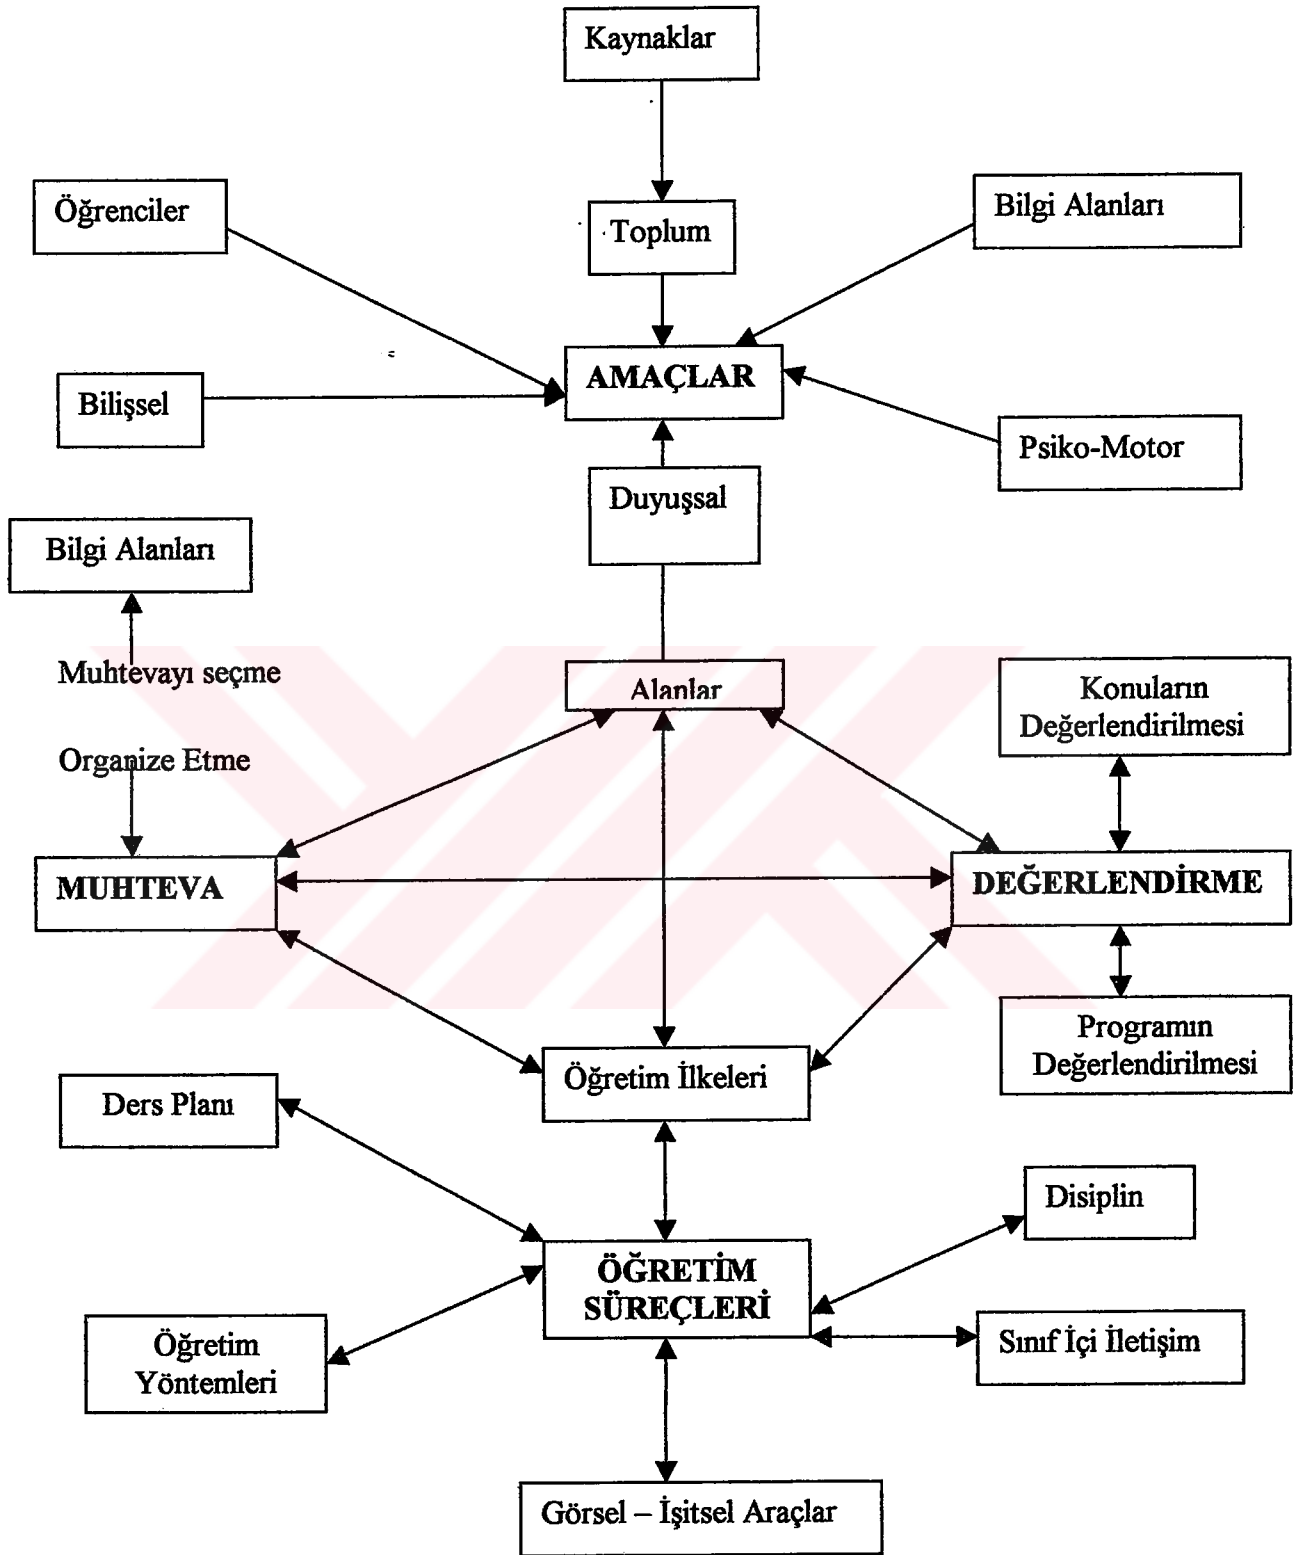 Kaynaklar
Öğrenciler
Toplum
Bilgi Alanları
AMAÇLAR
Bilişsel
Psiko-Motor
Duyuşsal
Bilgi Alanları
Muhtevayı seçme
Alanlar
Konuların
Değerlendirilmesi
Organize Etme
MUHTEVA
DEĞERLENDİRME
Programın
Değerlendirilmesi
Öğretim İlkeleri
Ders Planı
Disiplin
ÖĞRETİM
SÜREÇLERİ
Öğretim
Yöntemleri
Sınıf İçi İletişim
Görsel – İşitsel Araçlar